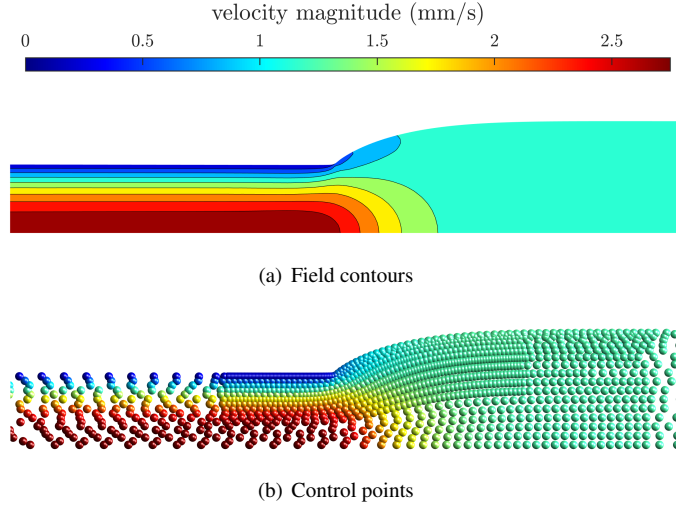 velocity magnitude (mm/s)
0 0.5 1 1.5 2 2.5
(a) Field contours
(b) Control points